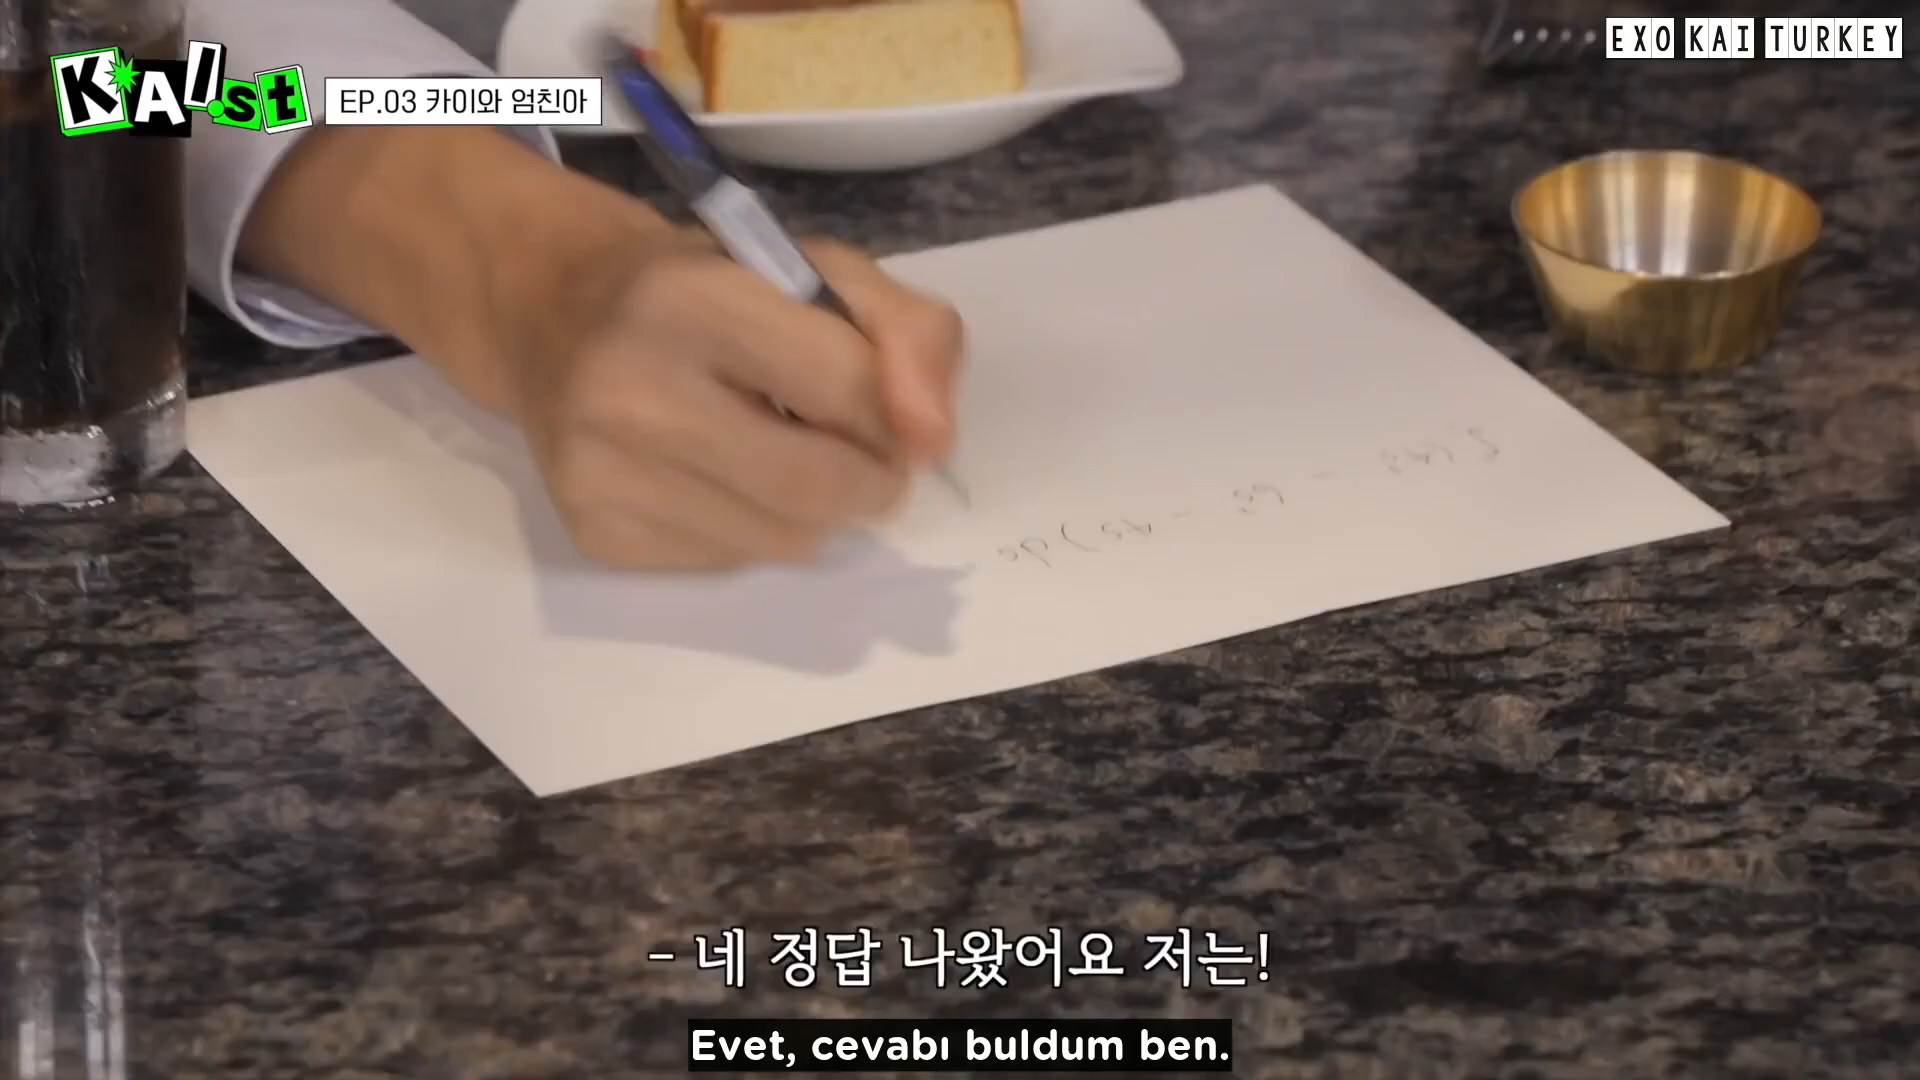 KAI.st
EP.03 카이와 엄친아
EXO KAI TURKEY
- 네 정답 나왔어요 저는!
Evet, cevabı buldum ben.